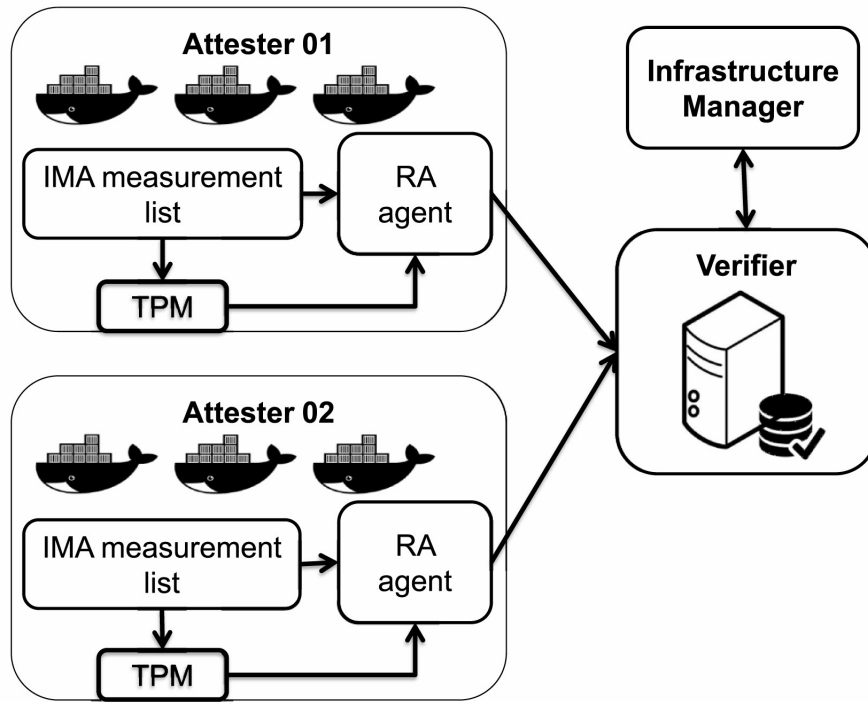 Attester 01
IMA measurement
list
RA
agent
TPM
Attester 02
IMA measurement
list
RA
agent
TPM
Infrastructure
Manager
Verifier